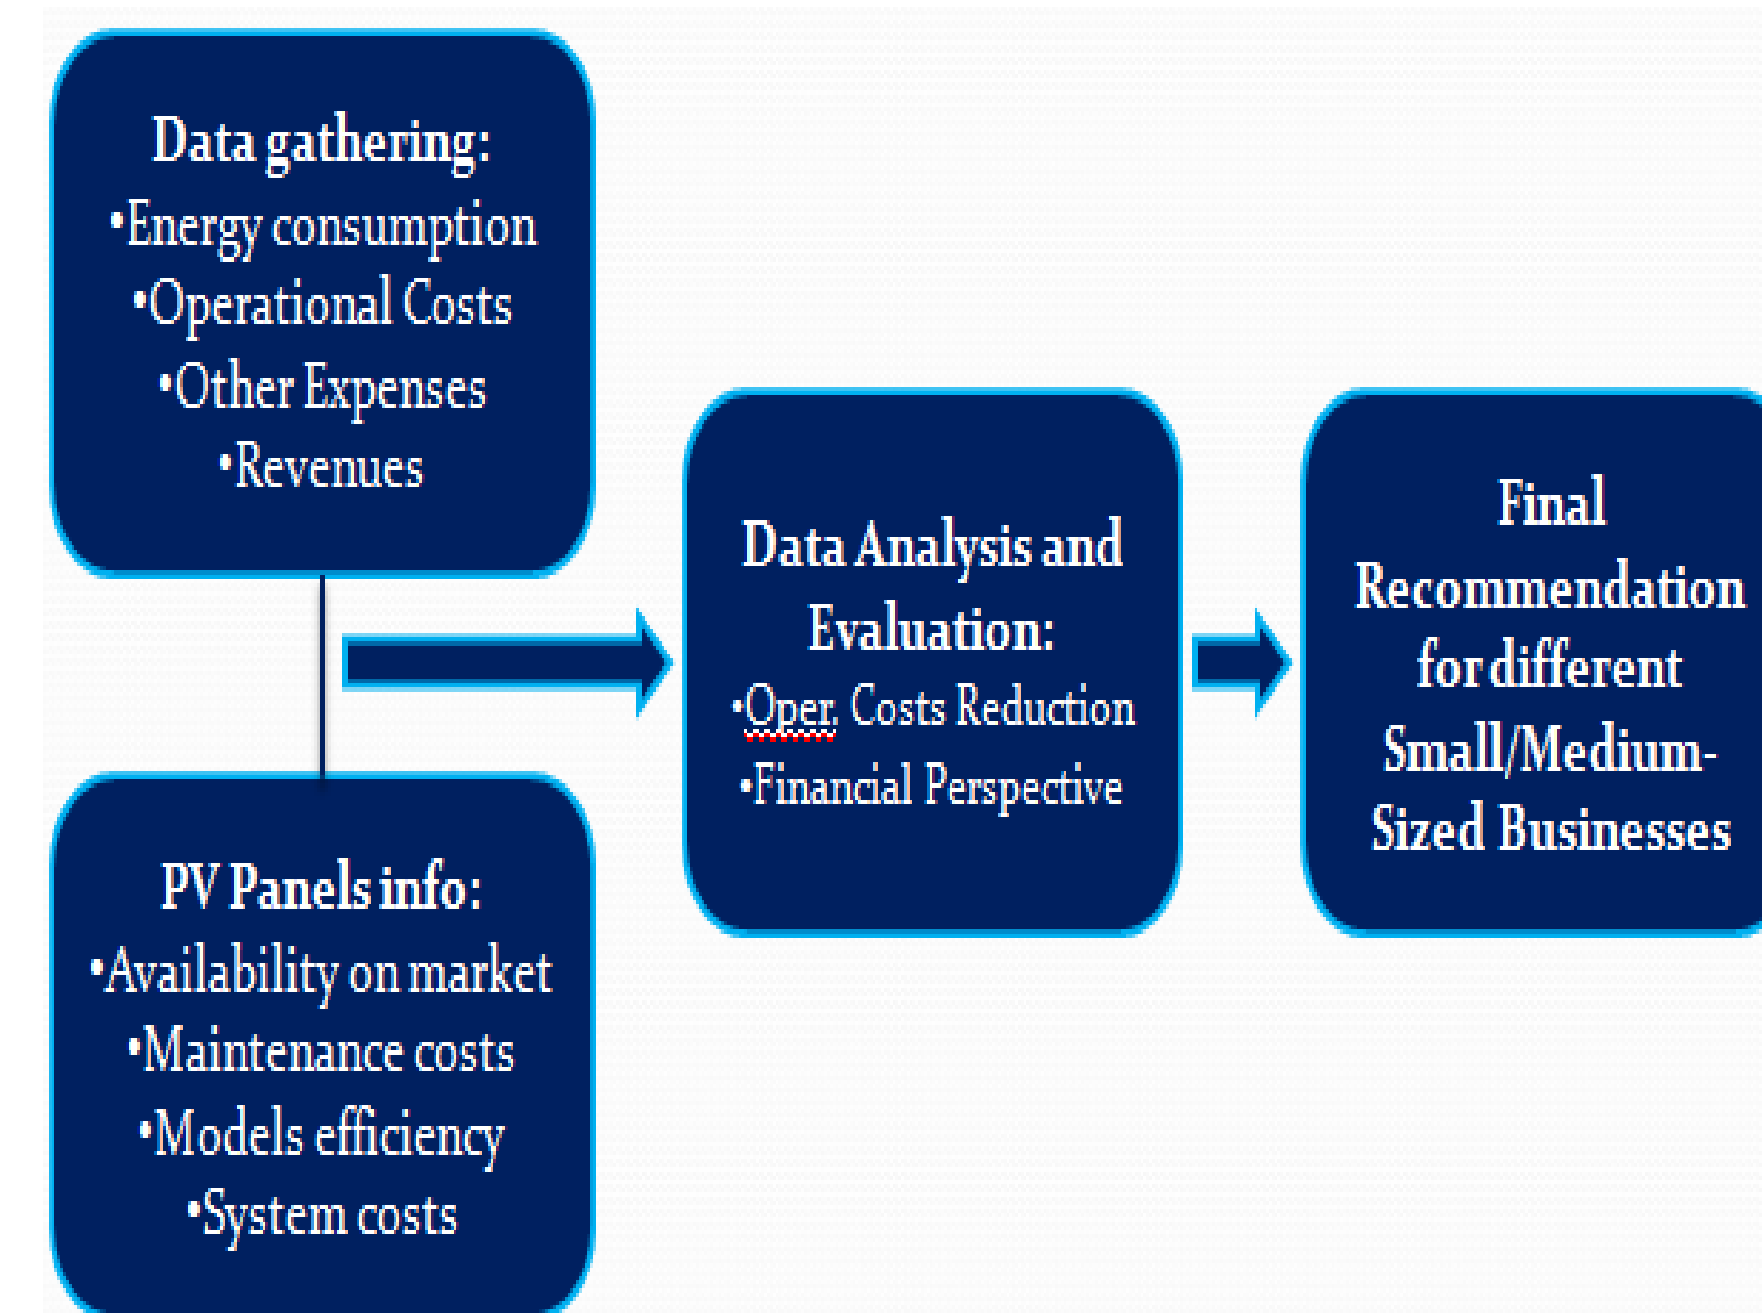 Data gathering:
•Energy consumption
•Operational Costs
•Other Expenses
•Revenues
PV Panels info:
•Availability on market
•Maintenance costs
•Models efficiency
•System costs
Data Analysis and
Evaluation:
•Oper. Costs Reduction
•Financial Perspective
Final
Recommendation
for different
Small/Medium-
Sized Businesses